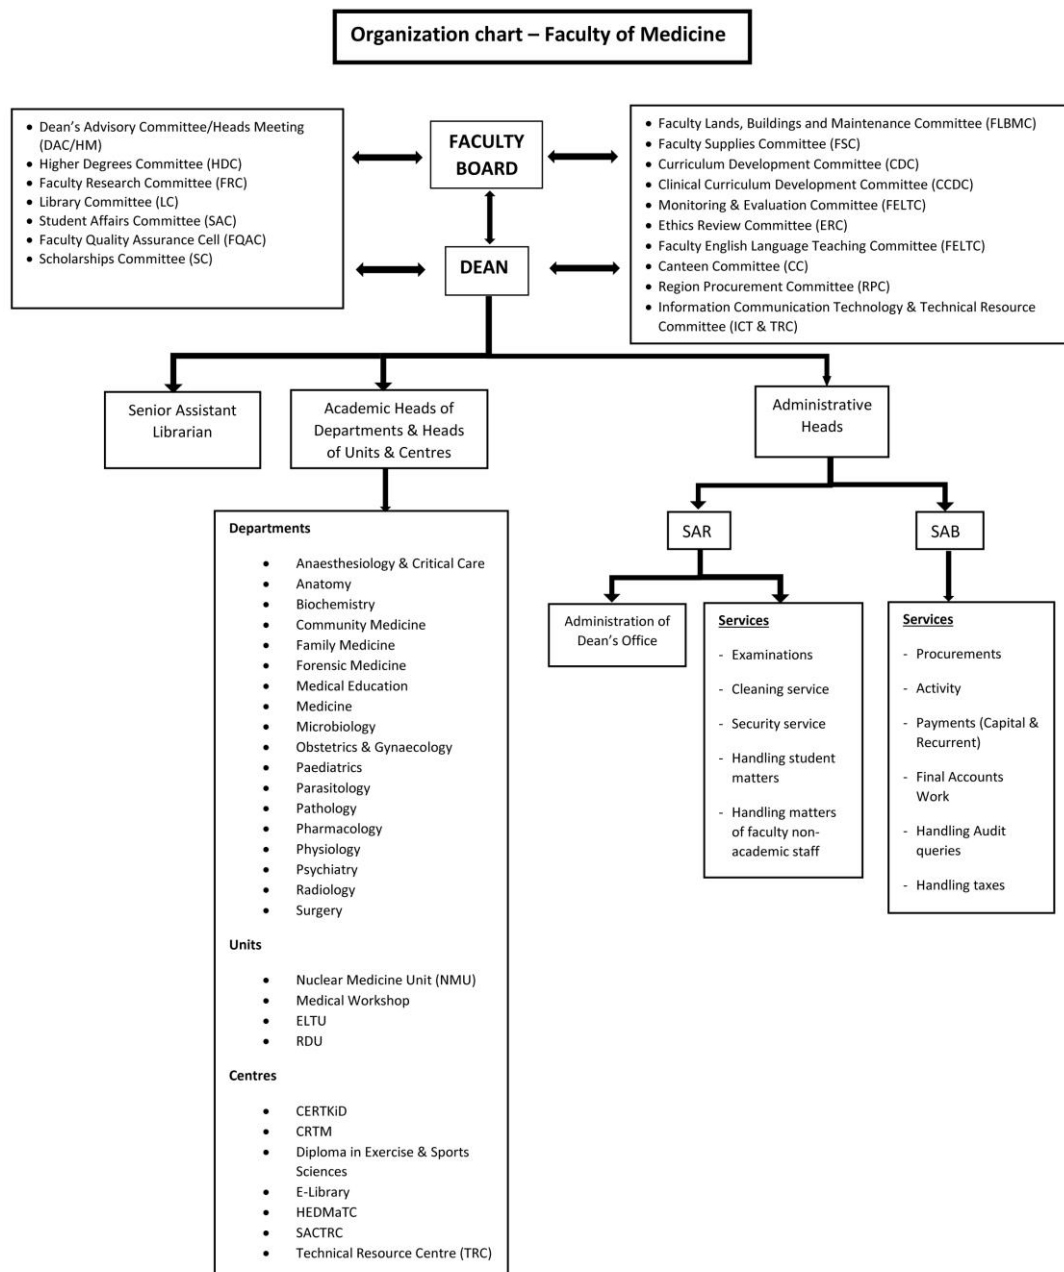 Organization chart – Faculty of Medicine
• Dean's Advisory Committee/Heads Meeting
(DAC/HM)
• Higher Degrees Committee (HDC)
• Faculty Research Committee (FRC)
• Library Committee (LC)
• Student Affairs Committee (SAC)
• Faculty Quality Assurance Cell (FQAC)
• Scholarships Committee (SC)
FACULTY
BOARD
DEAN
• Faculty Lands, Buildings and Maintenance Committee (FLBMC)
• Faculty Supplies Committee (FSC)
• Curriculum Development Committee (CDC)
• Clinical Curriculum Development Committee (CCDC)
• Monitoring & Evaluation Committee (FELTC)
• Ethics Review Committee (ERC)
• Faculty English Language Teaching Committee (FELTC)
• Canteen Committee (CC)
• Region Procurement Committee (RPC)
• Information Communication Technology & Technical Resource
Committee (ICT & TRC)
Senior Assistant
Librarian
Academic Heads of
Departments & Heads
of Units & Centres
Administrative
Heads
Departments
• Anaesthesiology & Critical Care
• Anatomy
• Biochemistry
• Community Medicine
• Family Medicine
• Forensic Medicine
• Medical Education
• Medicine
• Microbiology
• Obstetrics & Gynaecology
• Paediatrics
• Parasitology
• Pathology
• Pharmacology
• Physiology
• Psychiatry
• Radiology
• Surgery
Units
• Nuclear Medicine Unit (NMU)
• Medical Workshop
• ELTU
• RDU
Centres
• CERTKiD
• CRTM
• Diploma in Exercise & Sports
Sciences
• E-Library
• HEDMaTC
• SACTRC
• Technical Resource Centre (TRC)
SAR
SAB
Administration of
Dean's Office
Services
- Examinations
- Cleaning service
- Security service
- Handling student
matters
- Handling matters
of faculty non-
academic staff
Services
- Procurements
- Activity
- Payments (Capital &
Recurrent)
- Final Accounts
Work
- Handling Audit
queries
- Handling taxes